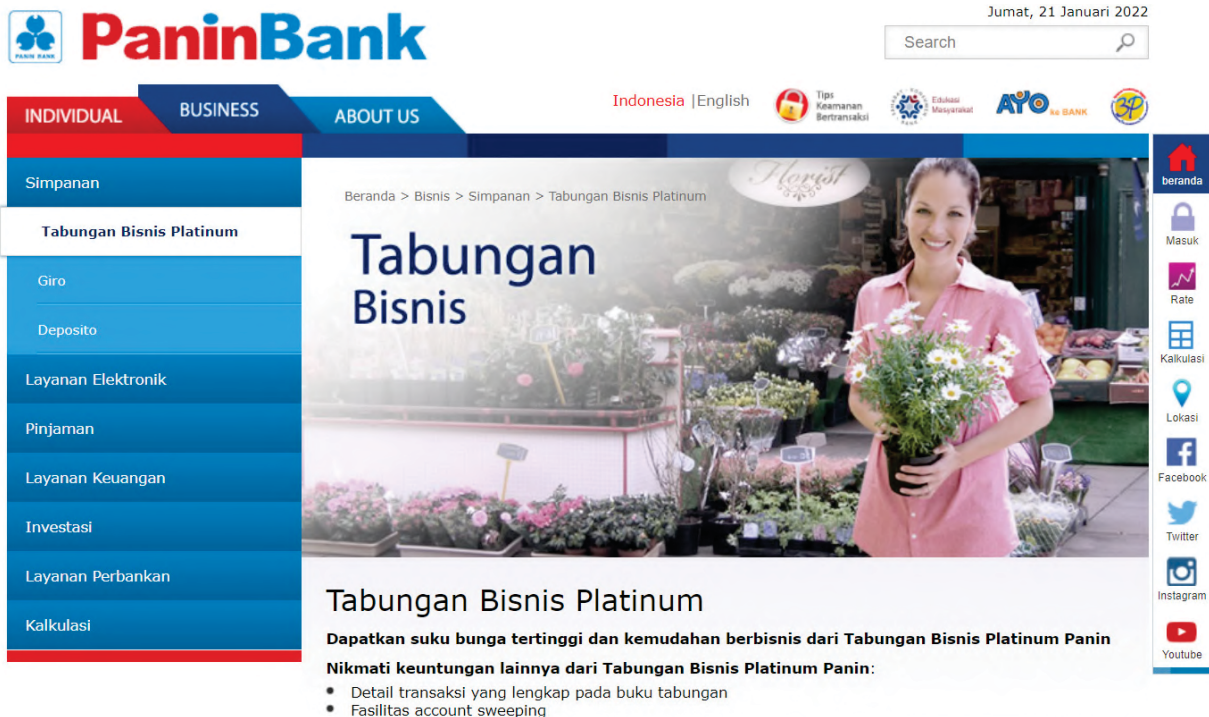 Jumat, 21 Januari 2022
PANIN BANK
PaninBank
Search
INDIVIDUAL
BUSINESS
ABOUT US
Indonesia |English
Tips
Keamanan
Bertransaksi
Edukasi
Masyarakat
AYO ke BANK
3P
Simpanan
Tabungan Bisnis Platinum
Giro
Deposito
Layanan Elektronik
Pinjaman
Layanan Keuangan
Investasi
Layanan Perbankan
Kalkulasi
Beranda > Bisnis > Simpanan > Tabungan Bisnis Platinum
Florist
Tabungan
Bisnis
Tabungan Bisnis Platinum
Dapatkan suku bunga tertinggi dan kemudahan berbisnis dari Tabungan Bisnis Platinum Panin
Nikmati keuntungan lainnya dari Tabungan Bisnis Platinum Panin:
• Detail transaksi yang lengkap pada buku tabungan
• Fasilitas account sweeping
beranda
Masuk
Rate
Kalkulasi
Lokasi
Facebook
Twitter
Instagram
Youtube